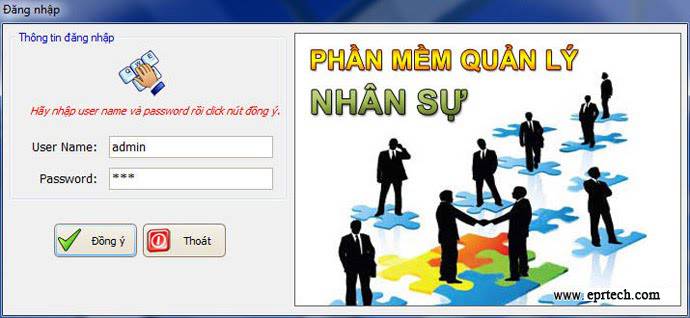 Đăng nhập
Thông tin đăng nhập
Hãy nhập user name và password rồi click nút đồng ý.
User Name: admin
Password: ***
Đồng ý
Thoát
PHẦN MỀM QUẢN LÝ
NHÂN SỰ
www.eprtech.com